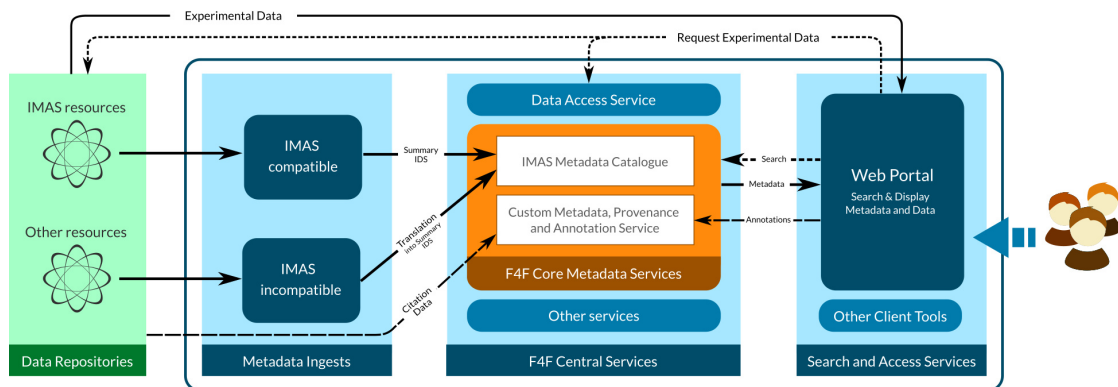 Experimental Data
Request Experimental Data
IMAS resources
Other resources
Data Repositories
IMAS
compatible
IMAS
incompatible
Metadata Ingests
Summary
IDS
Translation
into Summary
IDS
Citation
Data
Data Access Service
IMAS Metadata Catalogue
Custom Metadata, Provenance
and Annotation Service
F4F Core Metadata Services
Other services
F4F Central Services
Search
Metadata
Annotations
Web Portal
Search & Display
Metadata and Data
Other Client Tools
Search and Access Services